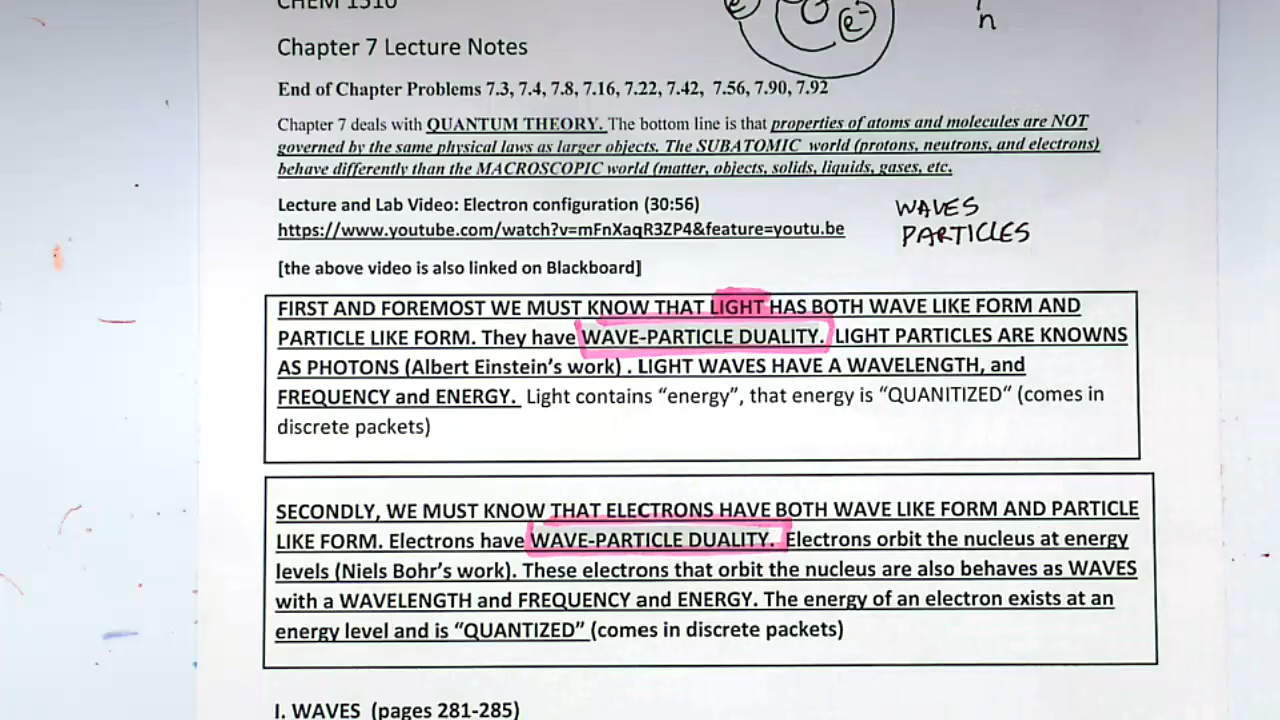 CHEM 1310
e-
e-
n
Chapter 7 Lecture Notes
End of Chapter Problems 7.3, 7.4, 7.8, 7.16, 7.22, 7.42, 7.56, 7.90, 7.92
Chapter 7 deals with QUANTUM THEORY. The bottom line is that properties of atoms and molecules are NOT
governed by the same physical laws as larger objects. The SUBATOMIC world (protons, neutrons, and electrons)
behave differently than the MACROSCOPIC world (matter, objects, solids, liquids, gases, etc.
Lecture and Lab Video: Electron configuration (30:56)
https://www.youtube.com/watch?v=mFnXaqR3ZP4&feature=youtu.be
WAVES
PARTICLES
[the above video is also linked on Blackboard]
FIRST AND FOREMOST WE MUST KNOW THAT LIGHT HAS BOTH WAVE LIKE FORM AND
PARTICLE LIKE FORM. They have WAVE-PARTICLE DUALITY. LIGHT PARTICLES ARE KNOWNS
AS PHOTONS (Albert Einstein's work) . LIGHT WAVES HAVE A WAVELENGTH, and
FREQUENCY and ENERGY. Light contains "energy", that energy is "QUANITIZED" (comes in
discrete packets)
SECONDLY, WE MUST KNOW THAT ELECTRONS HAVE BOTH WAVE LIKE FORM AND PARTICLE
LIKE FORM. Electrons have WAVE-PARTICLE DUALITY. Electrons orbit the nucleus at energy
levels (Niels Bohr's work). These electrons that orbit the nucleus are also behaves as WAVES
with a WAVELENGTH and FREQUENCY and ENERGY. The energy of an electron exists at an
energy level and is "QUANTIZED" (comes in discrete packets)
I. WAVES (pages 281-285)